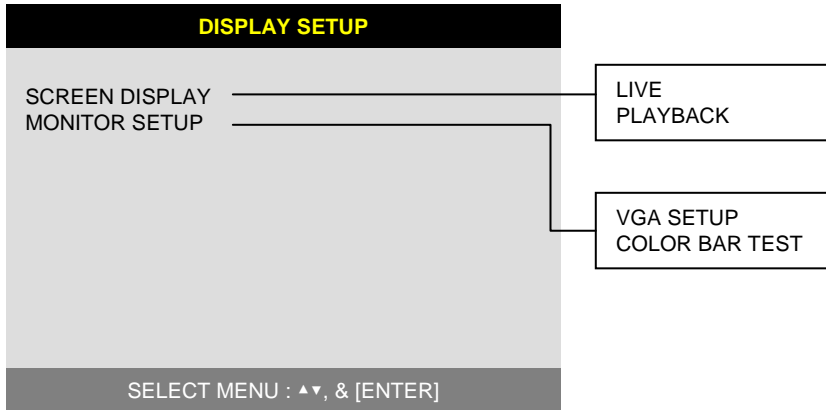 DISPLAY SETUP
SCREEN DISPLAY
MONITOR SETUP
LIVE
PLAYBACK
VGA SETUP
COLOR BAR TEST
SELECT MENU : ▲▼, & [ENTER]